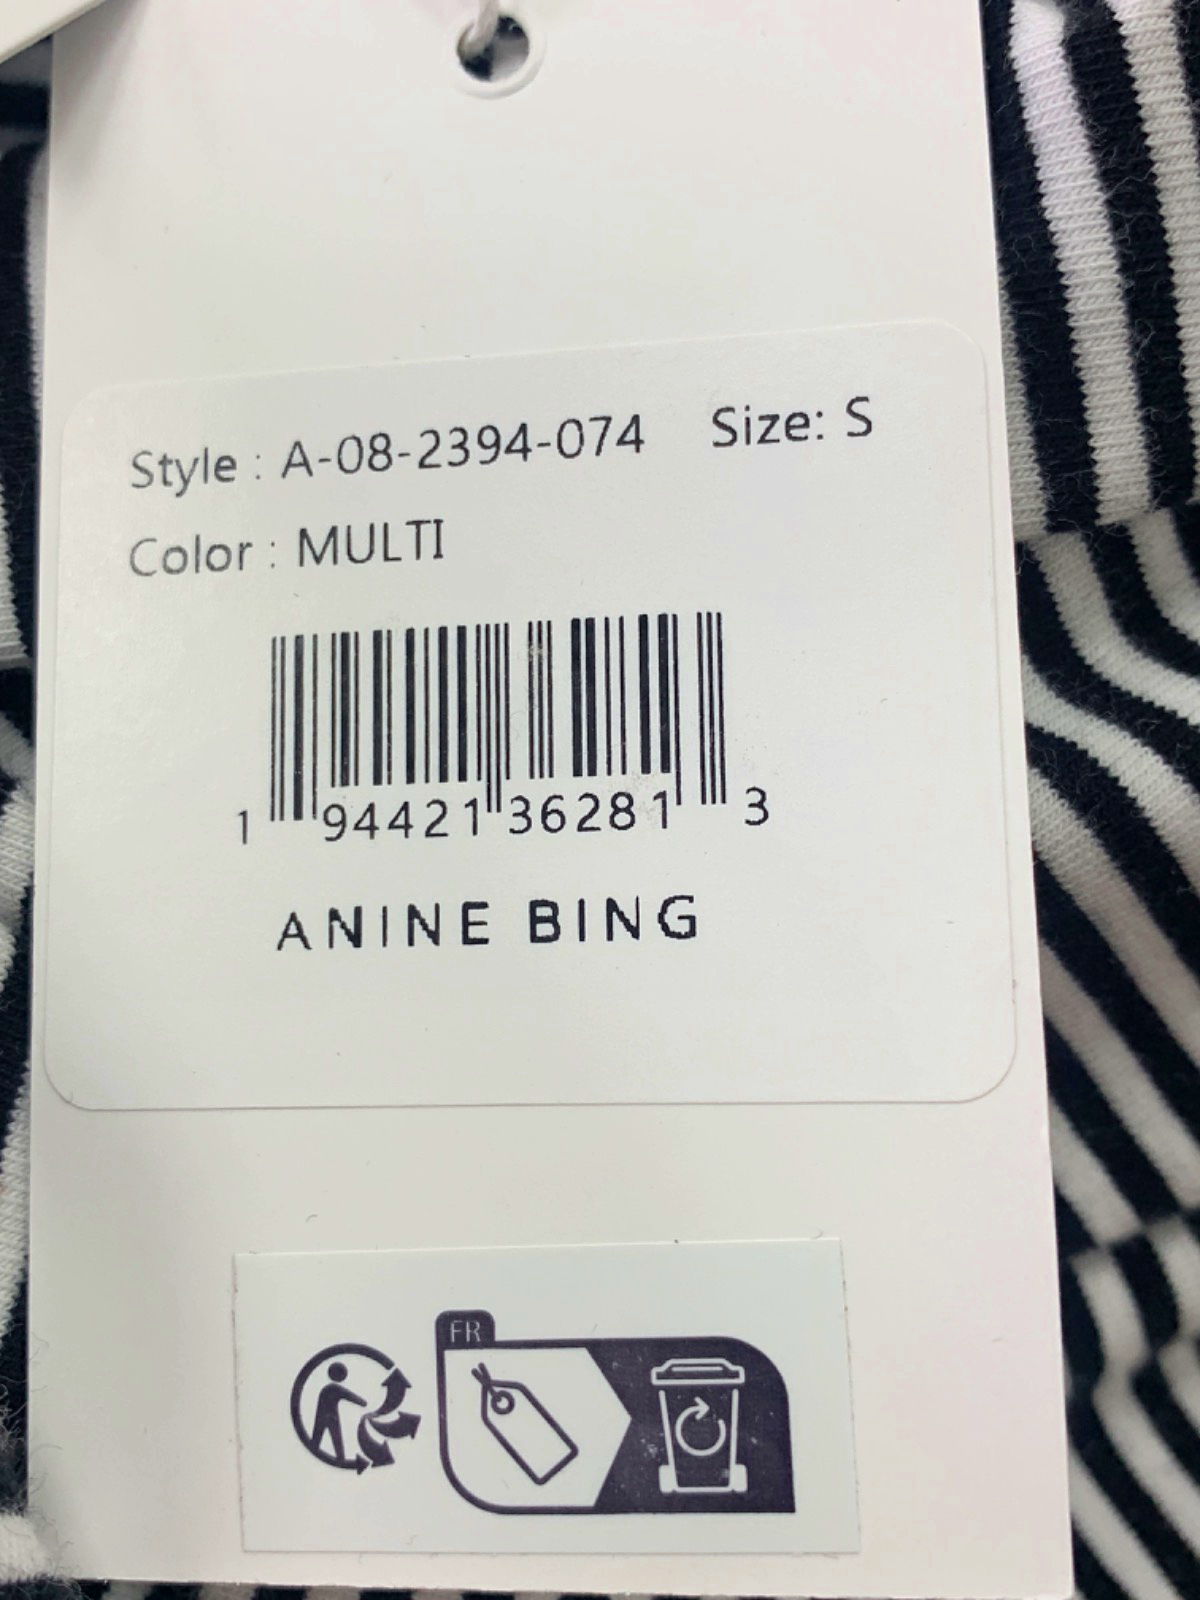 Style : A-08-2394-074 Size: S
Color : MULTI
1 94421 36281 3
ANINE BING
FR